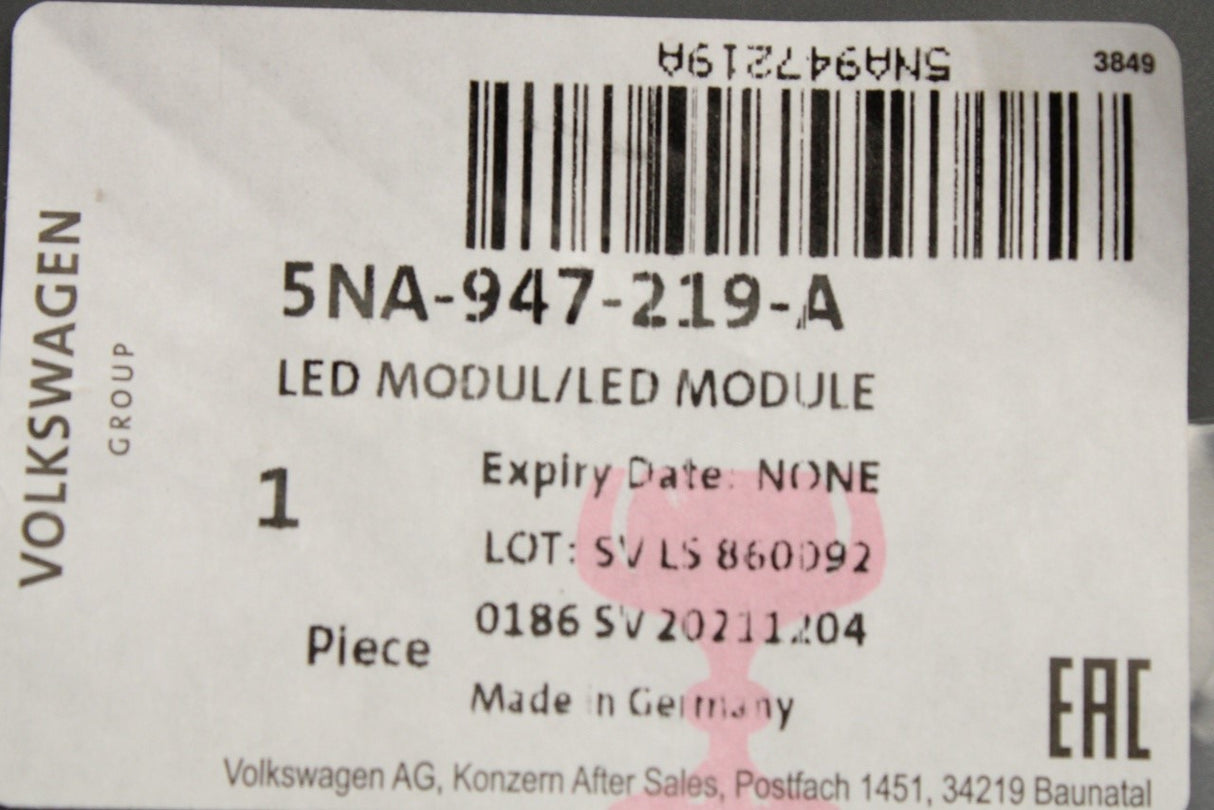 5NA947219A
3849
5NA-947-219-A
LED MODUL/LED MODULE
1
Piece
Expiry Date: NONE
LOT: SV LS 860092
0186 SV 20211204
Made in Germany
EAC
Volkswagen AG, Konzern After Sales, Postfach 1451, 34219 Baunatal
VOLKSWAGEN
GROUP